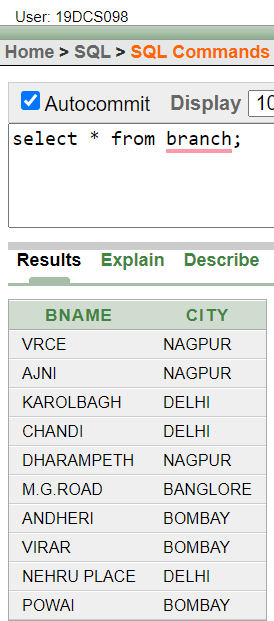 User: 19DCS098
Home > SQL > SQL Commands
Autocommit Display 10
select * from branch;
Results Explain Describe
BNAME CITY
VRCE NAGPUR
AJNI NAGPUR
KAROLBAGH DELHI
CHANDI DELHI
DHARAMPETH NAGPUR
M.G.ROAD BANGLORE
ANDHERI BOMBAY
VIRAR BOMBAY
NEHRU PLACE DELHI
POWAI BOMBAY